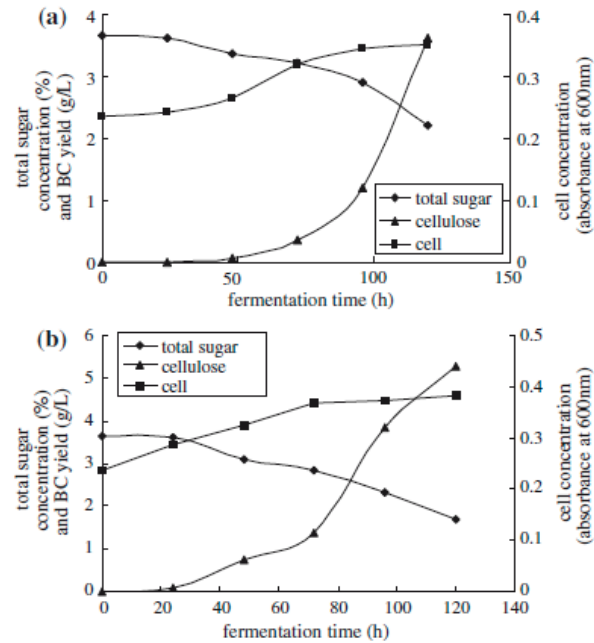 (a)
4
3
2
1
0
0.4
0.3
0.2
0.1
0
total sugar
concentration (%)
and BC yield (g/L)
cell concentration
(absorbance at 600nm)
total sugar
cellulose
cell
0
50
100
150
fermentation time (h)
(b)
6
5
4
3
2
1
0
0.5
0.4
0.3
0.2
0.1
0
total sugar
concentration (%)
and BC yield (g/L)
cell concentration
(absorbance at 600nm)
total sugar
cellulose
cell
0
20
40
60
80
100
120
140
fermentation time (h)